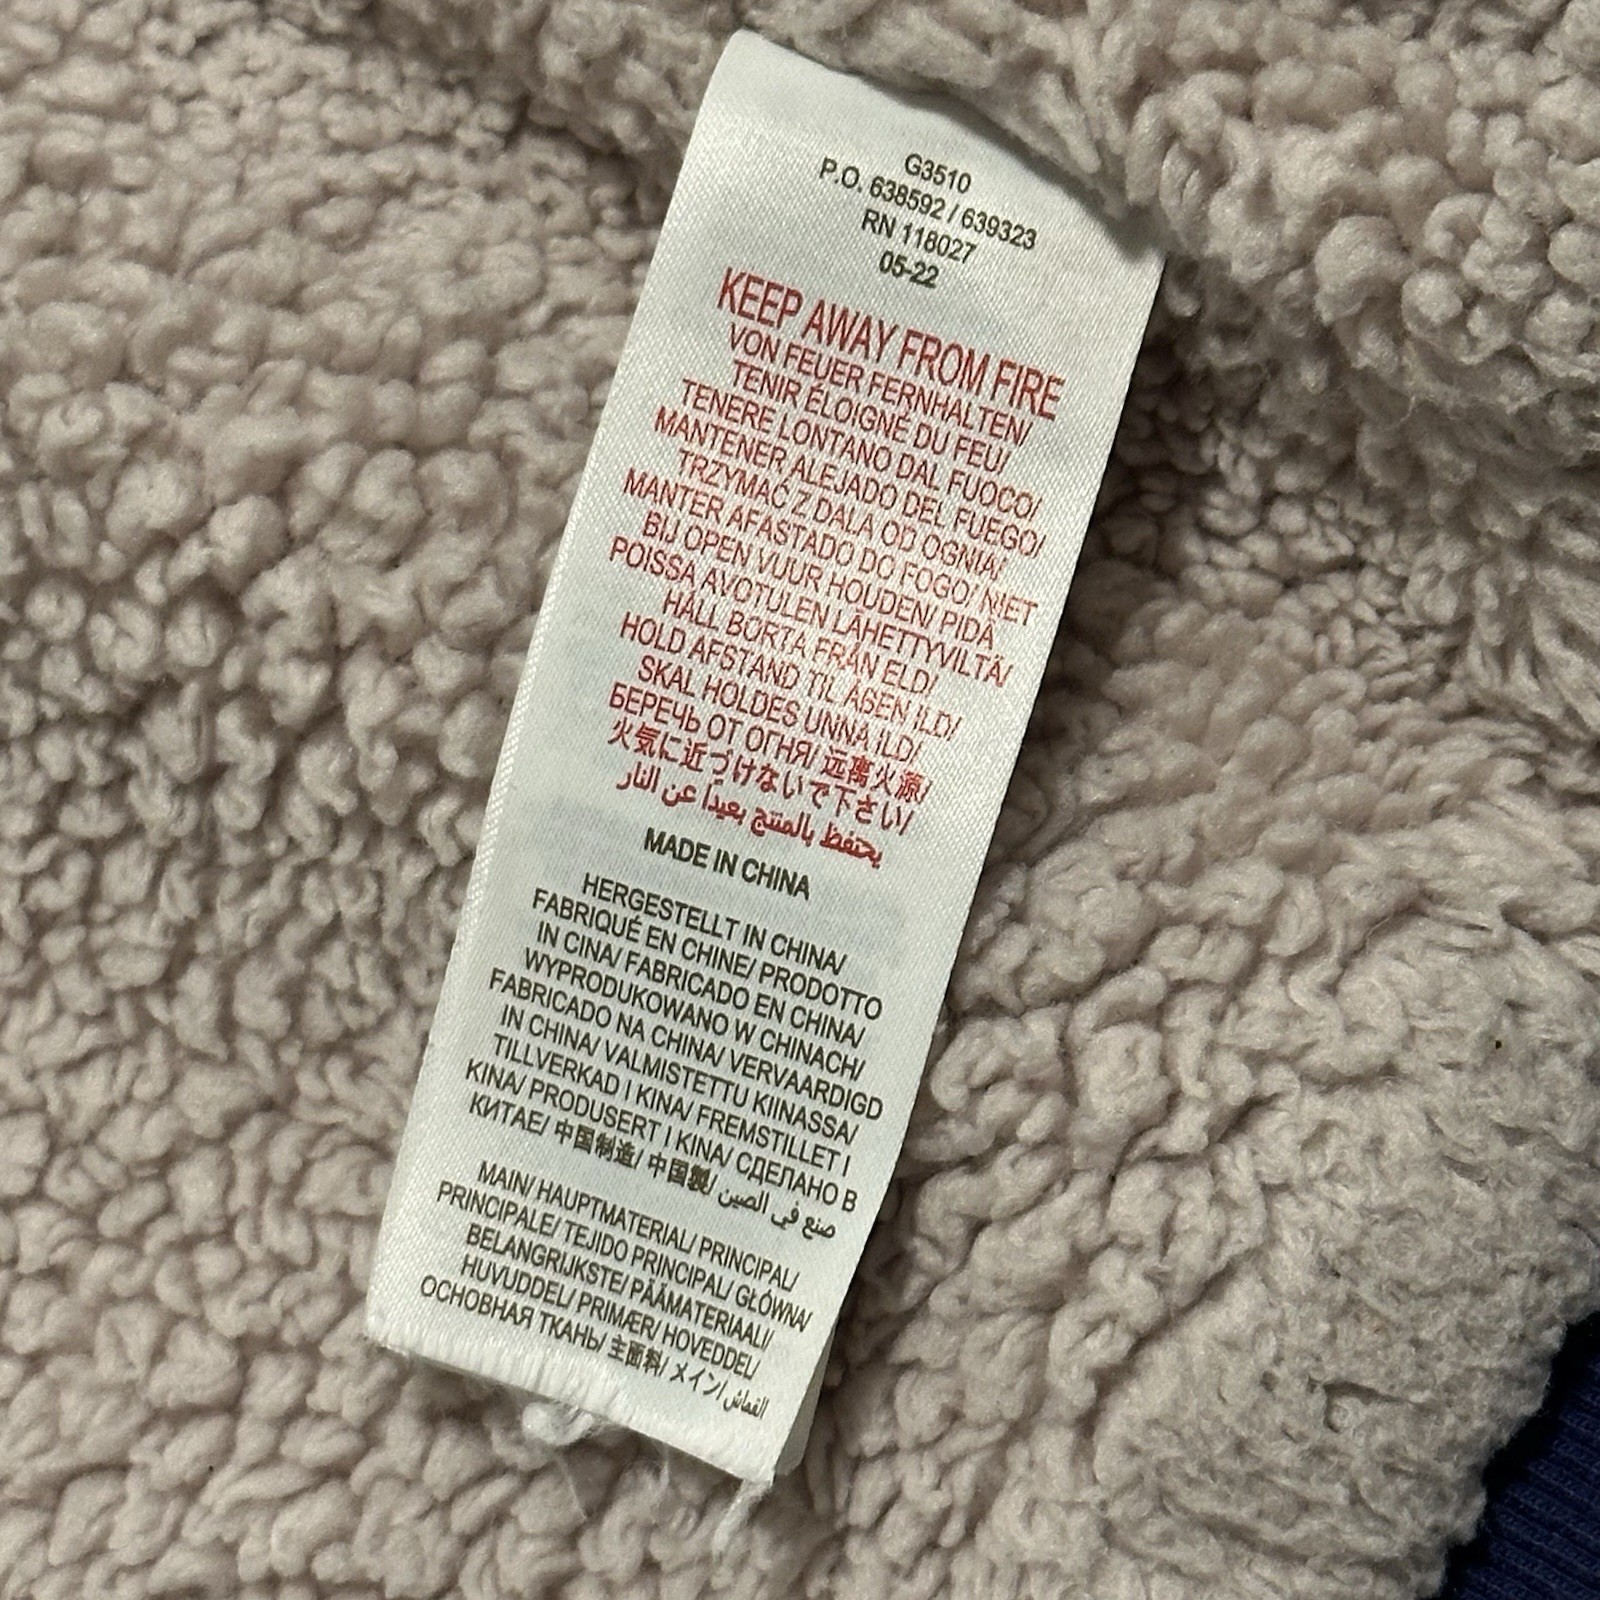 G3510
P.O. 638592 / 639323
RN 118027
05-22
KEEP AWAY FROM FIRE
VON FEUER FERNHALTEN/
TENIR ÉLOIGNÉ DU FEU/
TENERE LONTANO DAL FUOCO/
MANTENER ALEJADO DEL FUEGO/
TRZYMAĆ Z DALA OD OGNIA/
MANTER AFASTADO DO FOGO/ NIET
BIJ OPEN VUUR HOUDEN/ PIDÄ
POISSA AVOTULEN LÄHETTYVILTÄ/
HÅLL BORTA FRÅN ELD/
HOLD AFSTAND TIL ÅBEN ILD/
SKAL HOLDES UNNA ILD/
БЕРЕЧЬ ОТ ОГНЯ/ 远离火源/
火気に近づけないで下さい/
يحتفظ بالمنتج بعيدا عن النار
MADE IN CHINA
HERGESTELLT IN CHINA/
FABRIQUÉ EN CHINE/ PRODOTTO
IN CINA/ FABRICADO EN CHINA/
WYPRODUKOWANO W CHINACH/
FABRICADO NA CHINA/ VERVAARDIGD
IN CHINA/ VALMISTETTU KIINASSA/
TILLVERKAD I KINA/ FREMSTILLET I
KINA/ PRODUSERT I KINA/ СДЕЛАНО В
КИТАЕ/ 中国制造/ 中国製/ صنع في الصين
MAIN/ HAUPTMATERIAL/ PRINCIPAL/
PRINCIPALE/ TEJIDO PRINCIPAL/ GŁÓWNA/
BELANGRIJKSTE/ PÄÄMATERIAALI/
HUVUDDEL/ PRIMÆR/ HOVEDDEL/
ОСНОВНАЯ ТКАНЬ/ 主面料/ メイン/ القماش